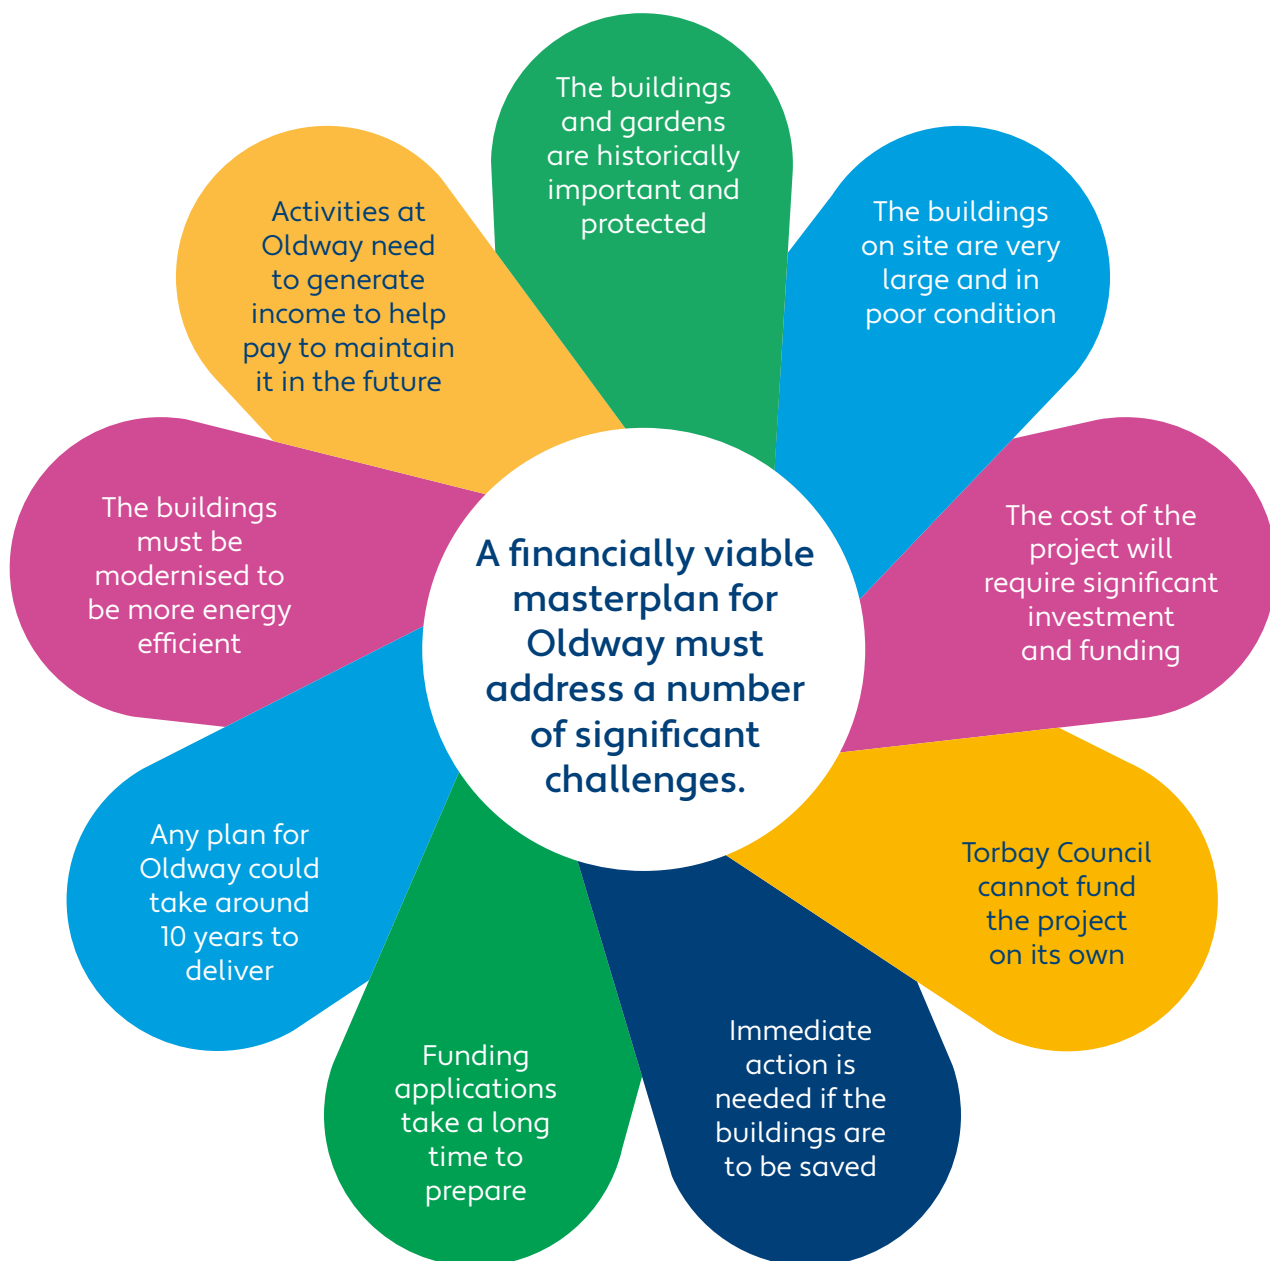 The buildings
and gardens
are historically
important and
protected
The buildings
on site are very
large and in
poor condition
The cost of the
project will
require significant
investment
and funding
Torbay Council
cannot fund
the project
on its own
Immediate
action is
needed if the
buildings are
to be saved
Funding
applications
take a long
time to
prepare
Any plan for
Oldway could
take around
10 years to
deliver
The buildings
must be
modernised to
be more energy
efficient
Activities at
Oldway need
to generate
income to help
pay to maintain
it in the future
A financially viable
masterplan for
Oldway must
address a number
of significant
challenges.